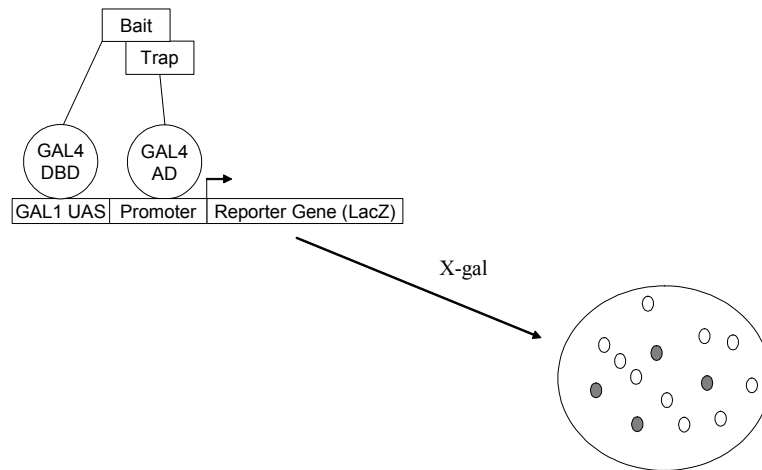 Bait
Trap
GAL4
DBD
GAL4
AD
GAL1 UAS
Promoter
Reporter Gene (LacZ)
X-gal